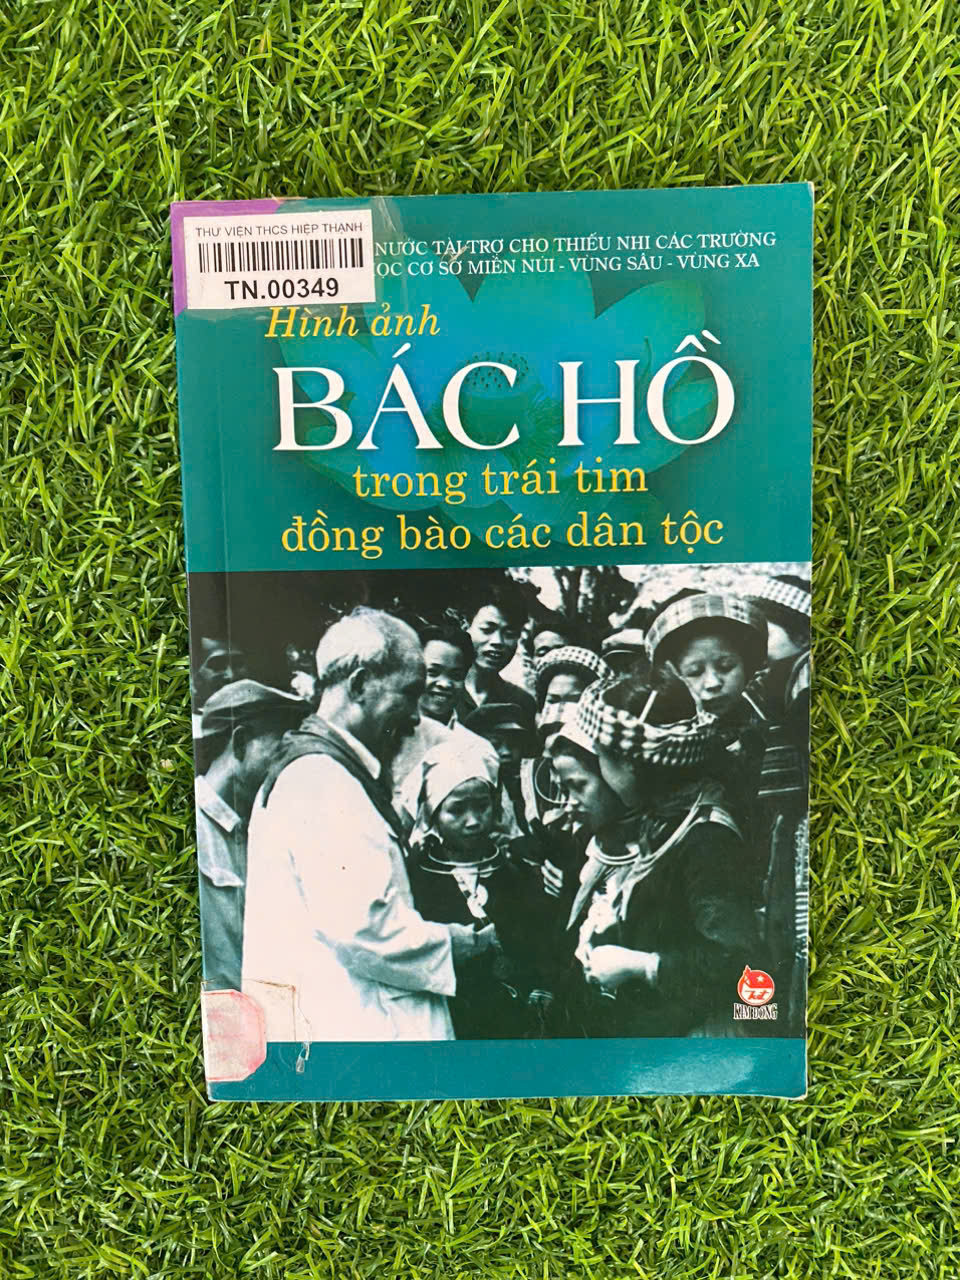 THƯ VIỆN THCS HIỆP THẠNH
TN.00349
NƯỚC TÀI TRỢ CHO THIẾU NHI CÁC TRƯỜNG
ỌC CƠ SỞ MIỀN NÚI - VÙNG SÂU - VÙNG XA
Hình ảnh
BÁC HỒ
trong trái tim
đồng bào các dân tộc
KIM ĐỒNG